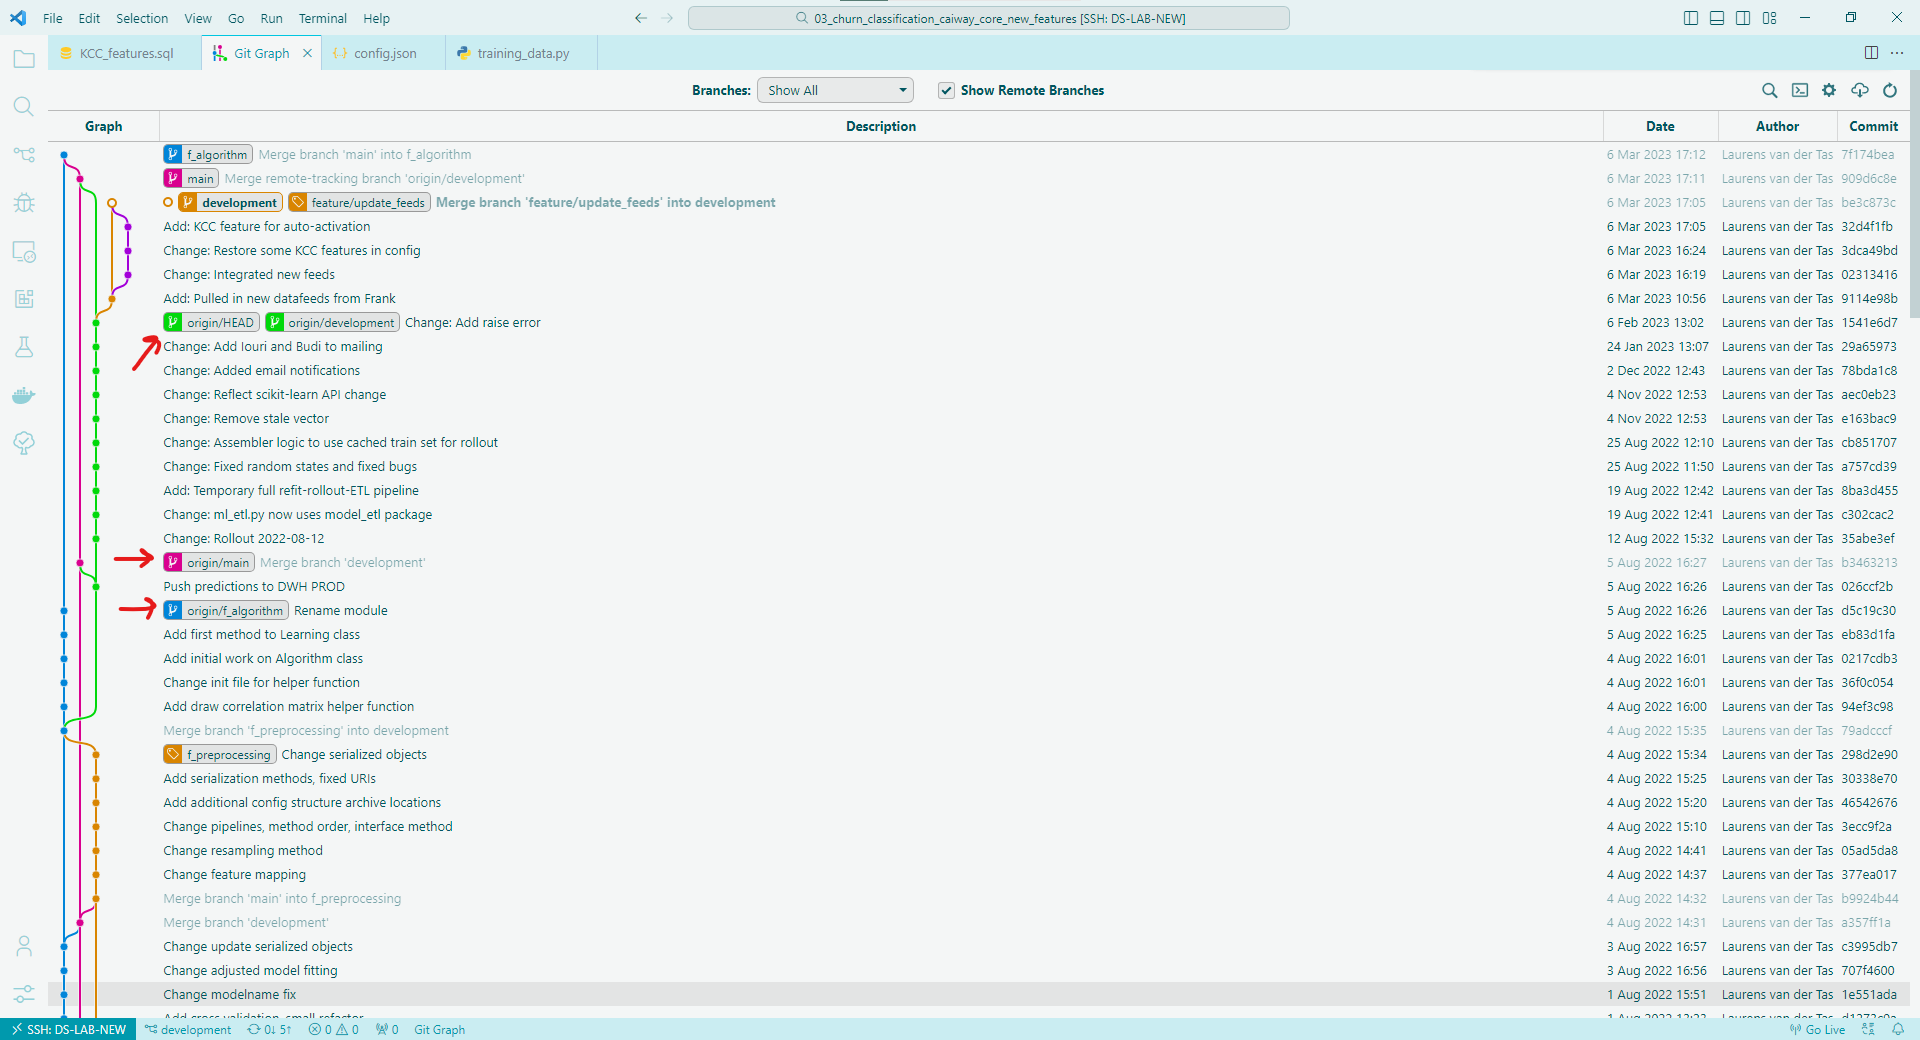 File Edit Selection View Go Run Terminal Help
03_churn_classification_caiway_core_new_features [SSH: DS-LAB-NEW]
KCC_features.sql Git Graph config.json training_data.py
Branches: Show All Show Remote Branches
Graph Description Date Author Commit
f_algorithm Merge branch 'main' into f_algorithm 6 Mar 2023 17:12 Laurens van der Tas 7f174bea
main Merge remote-tracking branch 'origin/development' 6 Mar 2023 17:11 Laurens van der Tas 909d6c8e
development feature/update_feeds Merge branch 'feature/update_feeds' into development 6 Mar 2023 17:05 Laurens van der Tas be3c873c
Add: KCC feature for auto-activation 6 Mar 2023 17:05 Laurens van der Tas 32d4f1fb
Change: Restore some KCC features in config 6 Mar 2023 16:24 Laurens van der Tas 3dca49bd
Change: Integrated new feeds 6 Mar 2023 16:19 Laurens van der Tas 02313416
Add: Pulled in new datafeeds from Frank 6 Mar 2023 10:56 Laurens van der Tas 9114e98b
origin/HEAD origin/development Change: Add raise error 6 Feb 2023 13:02 Laurens van der Tas 1541e6d7
Change: Add Iouri and Budi to mailing 24 Jan 2023 13:07 Laurens van der Tas 29a65973
Change: Added email notifications 2 Dec 2022 12:43 Laurens van der Tas 78bda1c8
Change: Reflect scikit-learn API change 4 Nov 2022 12:53 Laurens van der Tas aec0eb23
Change: Remove stale vector 4 Nov 2022 12:53 Laurens van der Tas e163bac9
Change: Assembler logic to use cached train set for rollout 25 Aug 2022 12:10 Laurens van der Tas cb851707
Change: Fixed random states and fixed bugs 25 Aug 2022 11:50 Laurens van der Tas a757cd39
Add: Temporary full refit-rollout-ETL pipeline 19 Aug 2022 12:42 Laurens van der Tas 8ba3d455
Change: ml_etl.py now uses model_etl package 19 Aug 2022 12:41 Laurens van der Tas c302cac2
Change: Rollout 2022-08-12 12 Aug 2022 15:32 Laurens van der Tas 35abe3ef
origin/main Merge branch 'development' 5 Aug 2022 16:27 Laurens van der Tas b3463213
Push predictions to DWH PROD 5 Aug 2022 16:26 Laurens van der Tas 026ccf2b
origin/f_algorithm Rename module 5 Aug 2022 16:26 Laurens van der Tas d5c19c30
Add first method to Learning class 5 Aug 2022 16:25 Laurens van der Tas eb83d1fa
Add initial work on Algorithm class 4 Aug 2022 16:01 Laurens van der Tas 0217cdb3
Change init file for helper function 4 Aug 2022 16:01 Laurens van der Tas 36f0c054
Add draw correlation matrix helper function 4 Aug 2022 16:00 Laurens van der Tas 94ef3c98
Merge branch 'f_preprocessing' into development 4 Aug 2022 15:35 Laurens van der Tas 79adcccf
f_preprocessing Change serialized objects 4 Aug 2022 15:34 Laurens van der Tas 298d2e90
Add serialization methods, fixed URIs 4 Aug 2022 15:25 Laurens van der Tas 30338e70
Add additional config structure archive locations 4 Aug 2022 15:20 Laurens van der Tas 46542676
Change pipelines, method order, interface method 4 Aug 2022 15:10 Laurens van der Tas 3ecc9f2a
Change resampling method 4 Aug 2022 14:41 Laurens van der Tas 05ad5da8
Change feature mapping 4 Aug 2022 14:37 Laurens van der Tas 377ea017
Merge branch 'main' into f_preprocessing 4 Aug 2022 14:32 Laurens van der Tas b9924b44
Merge branch 'development' 4 Aug 2022 14:31 Laurens van der Tas a357ff1a
Change update serialized objects 3 Aug 2022 16:57 Laurens van der Tas c3995db7
Change adjusted model fitting 3 Aug 2022 16:56 Laurens van der Tas 707f4600
Change modelname fix 1 Aug 2022 15:51 Laurens van der Tas 1e551ada
SSH: DS-LAB-NEW development 0↓ 5↑ 0 0 0 Git Graph Go Live